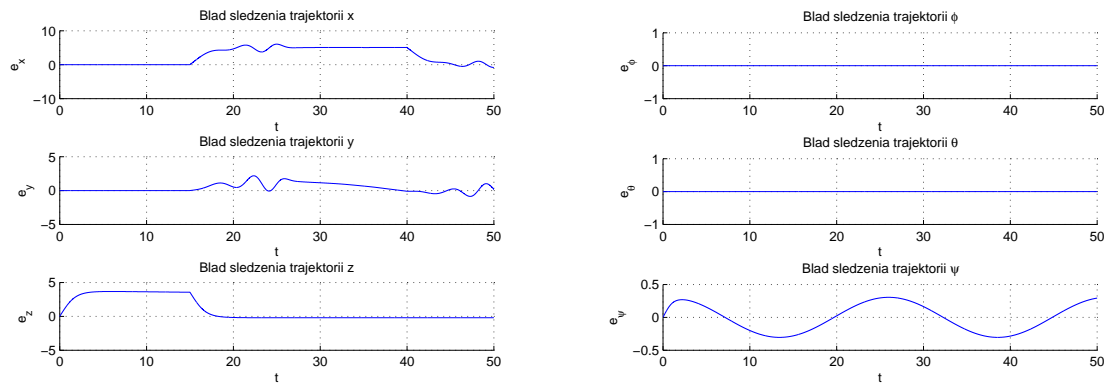 Blad sledzenia trajektorii x
10
0
−10
e_x
0 10 20 30 40 50
t
Blad sledzenia trajektorii y
5
0
−5
e_y
0 10 20 30 40 50
t
Blad sledzenia trajektorii z
5
0
−5
e_z
0 10 20 30 40 50
t
Blad sledzenia trajektorii ϕ
1
0
−1
e_ϕ
0 10 20 30 40 50
t
Blad sledzenia trajektorii θ
1
0
−1
e_θ
0 10 20 30 40 50
t
Blad sledzenia trajektorii ψ
0.5
0
−0.5
e_ψ
0 10 20 30 40 50
t